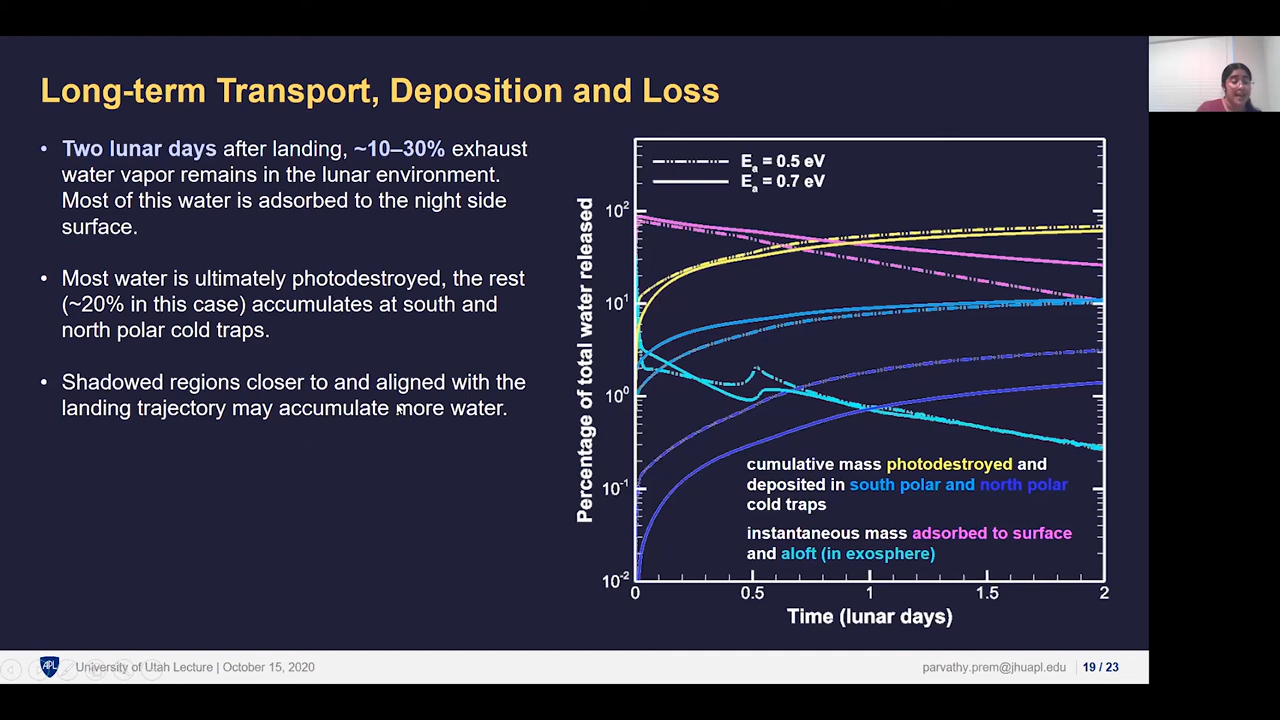 Long-term Transport, Deposition and Loss
• Two lunar days after landing, ~10–30% exhaust
water vapor remains in the lunar environment.
Most of this water is adsorbed to the night side
surface.
• Most water is ultimately photodestroyed, the rest
(~20% in this case) accumulates at south and
north polar cold traps.
• Shadowed regions closer to and aligned with the
landing trajectory may accumulate more water.
Percentage of total water released
10²
10¹
10⁰
10⁻¹
10⁻²
Eₐ = 0.5 eV
Eₐ = 0.7 eV
cumulative mass photodestroyed and
deposited in south polar and north polar
cold traps
instantaneous mass adsorbed to surface
and aloft (in exosphere)
0 0.5 1 1.5 2
Time (lunar days)
APL
University of Utah Lecture | October 15, 2020
parvathy.prem@jhuapl.edu
19 / 23